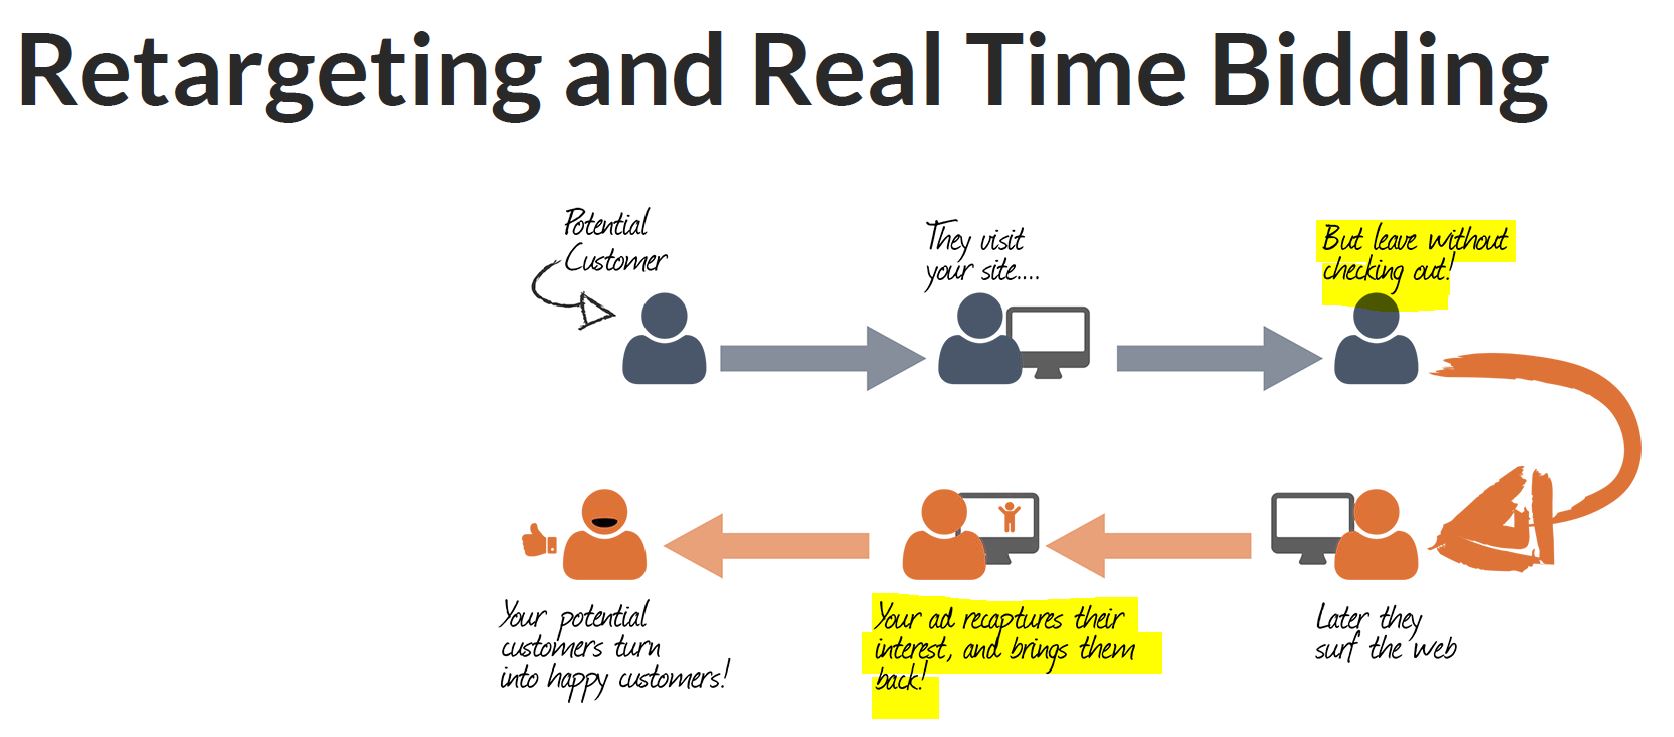 Retargeting and Real Time Bidding
Potential
Customer
They visit
your site....
But leave without
checking out!
Later they
surf the web
Your ad recaptures their
interest, and brings them
back!
Your potential
customers turn
into happy customers!